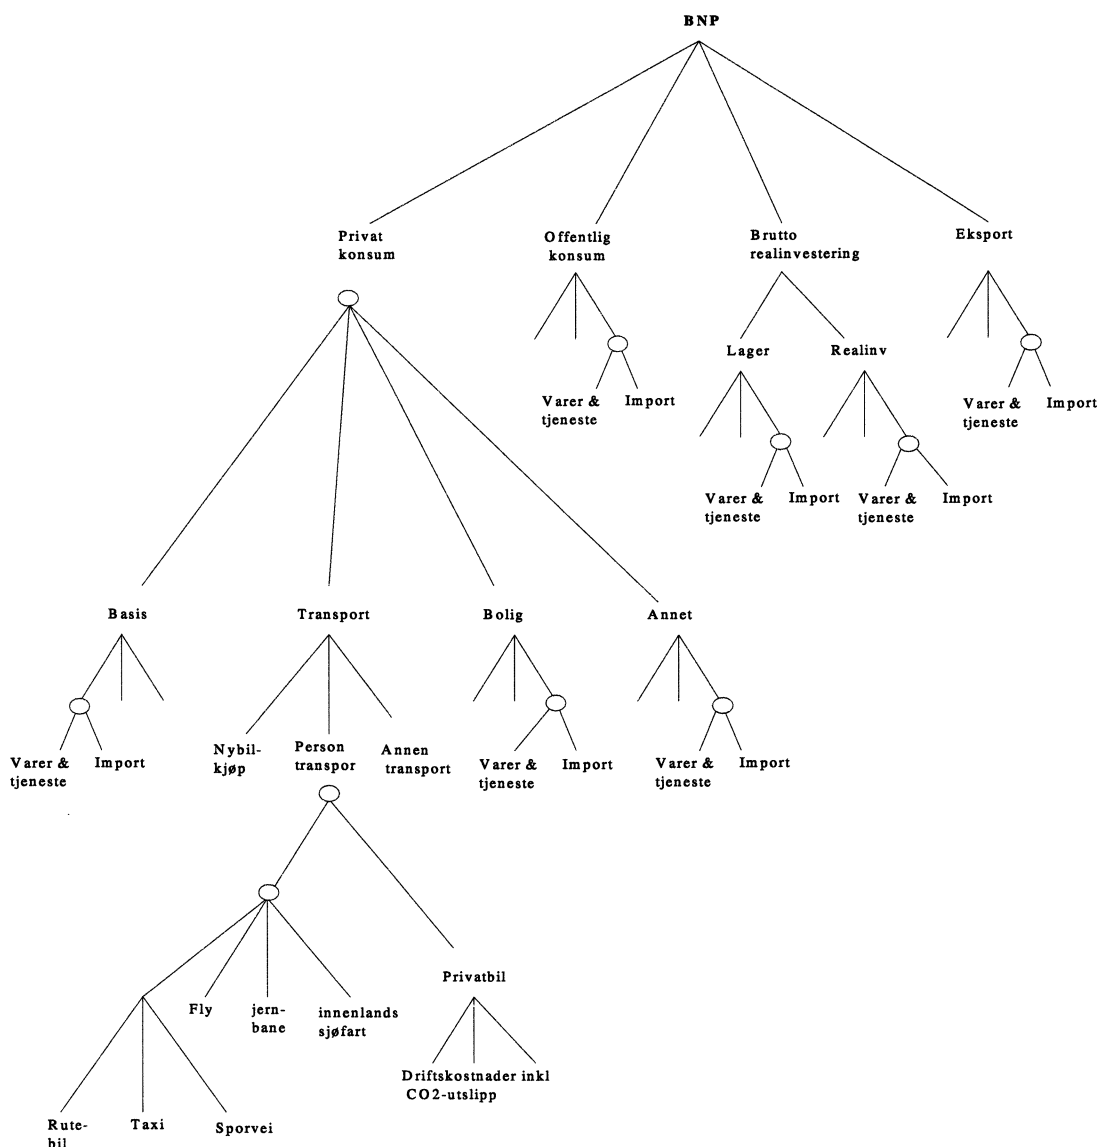 BNP
Privat
konsum
Offentlig
konsum
Brutto
realinvestering
Eksport
Lager
Realinv
Varer &
tjeneste
Import
Varer &
tjeneste
Import
Varer &
tjeneste
Import
Varer &
tjeneste
Import
Basis
Transport
Bolig
Annet
Varer &
tjeneste
Import
Nybil-
kjøp
Person
transpor
Annen
transport
Varer &
tjeneste
Import
Varer &
tjeneste
Import
Privatbil
Fly
jern-
bane
innenlands
sjøfart
Driftskostnader inkl
CO2-utslipp
Rute-
bil
Taxi
Sporvei